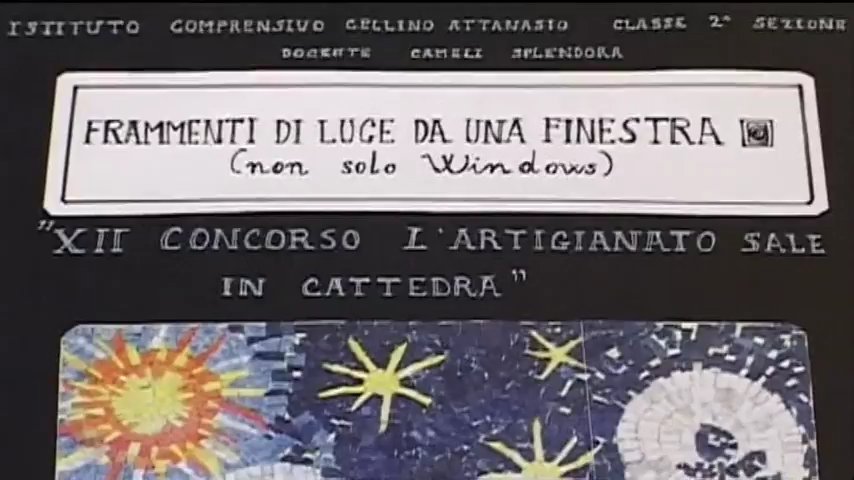 ISTITUTO COMPRENSIVO CELLINO ATTANASIO CLASSE 2ª SEZIONE
DOCENTE CAMELI SPLENDORA
FRAMMENTI DI LUCE DA UNA FINESTRA
(non solo Windows)
"XII CONCORSO L'ARTIGIANATO SALE
IN CATTEDRA"